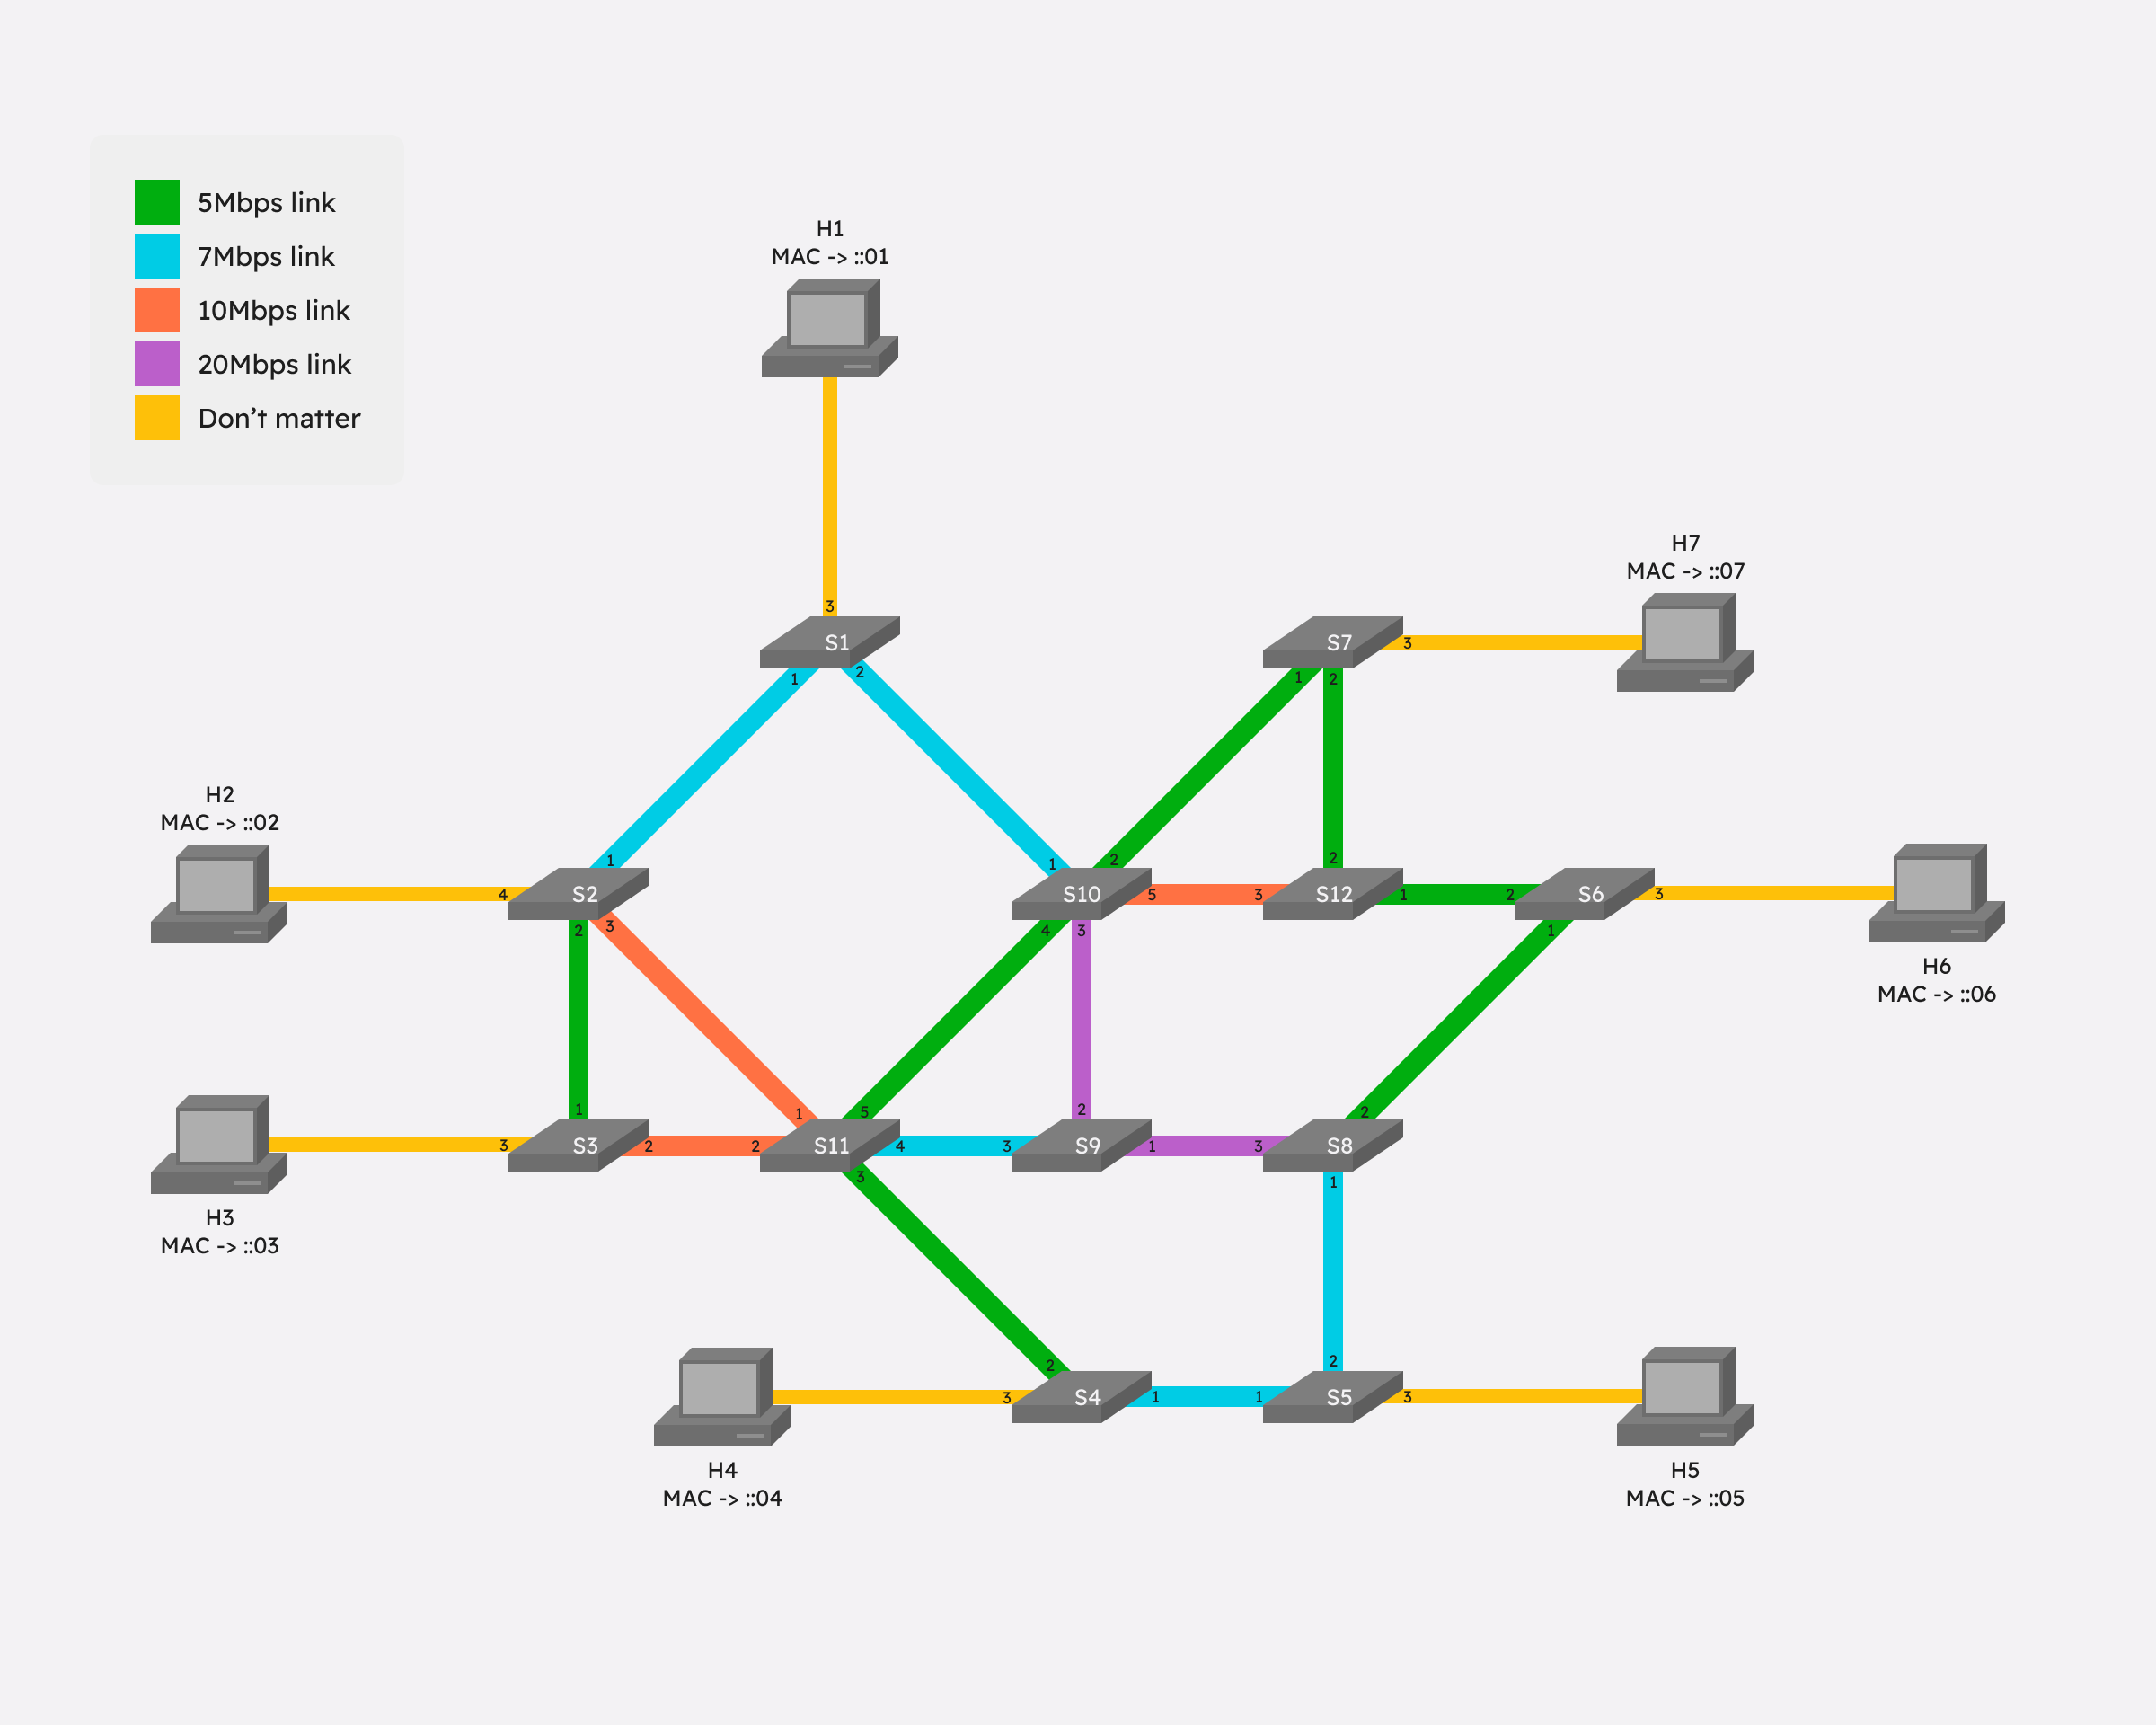 5Mbps link
7Mbps link
10Mbps link
20Mbps link
Don't matter
H1
MAC -> ::01
3
S1
1
2
H7
MAC -> ::07
S7
3
1
2
H2
MAC -> ::02
1
1
2
2
4
S2
S10
5
3
S12
1
2
S6
3
2
3
4
3
1
H6
MAC -> ::06
H3
MAC -> ::03
1
1
5
2
2
3
S3
2
2
S11
4
3
S9
1
3
S8
3
1
2
2
H4
MAC -> ::04
3
S4
1
1
S5
3
H5
MAC -> ::05